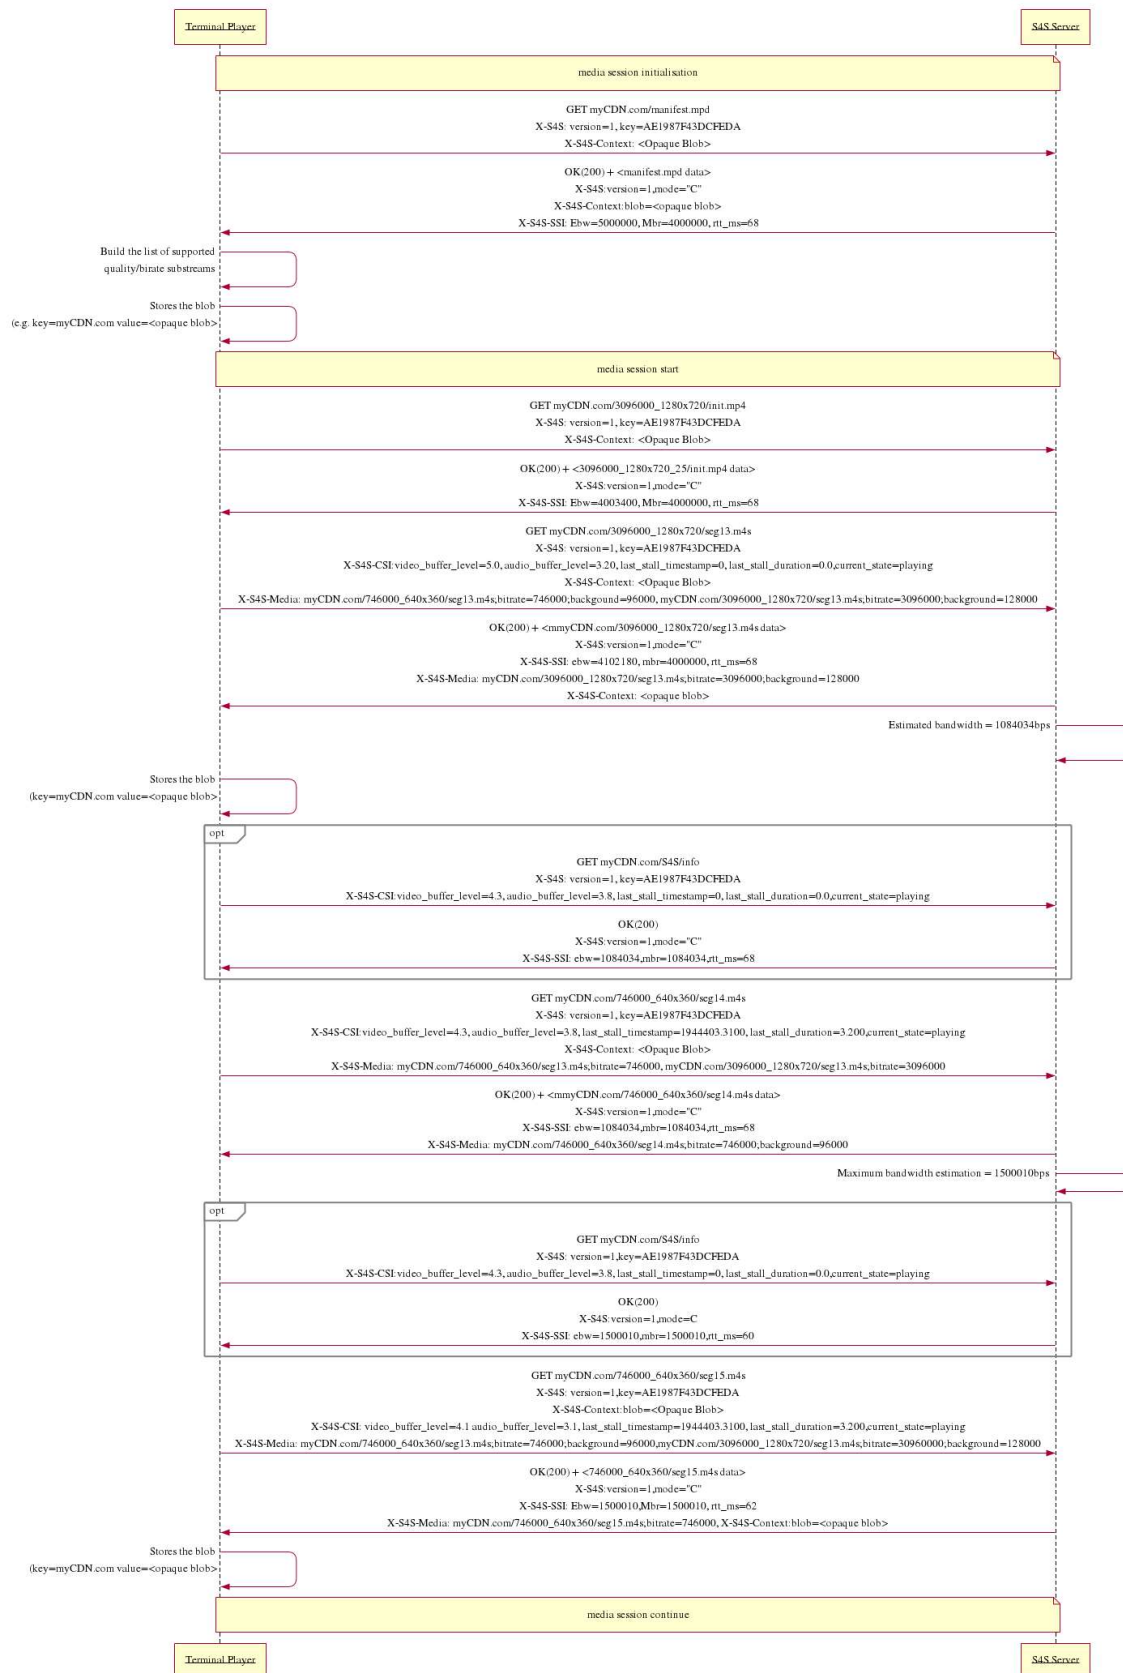 Terminal Player
S4S Server
media session initialisation
GET myCDN.com/manifest.mpd
X-S4S: version=1, key=AE1987F43DCFEDA
X-S4S-Context: <Opaque Blob>
OK(200) + <manifest.mpd data>
X-S4S:version=1,mode="C"
X-S4S-Context:blob=<opaque blob>
X-S4S-SSI: Ebw=5000000, Mbr=4000000, rtt_ms=68
Build the list of supported
quality/birate substreams
Stores the blob
(e.g. key=myCDN.com value=<opaque blob>
media session start
GET myCDN.com/3096000_1280x720/init.mp4
X-S4S: version=1, key=AE1987F43DCFEDA
X-S4S-Context: <Opaque Blob>
OK(200) + <3096000_1280x720_25/init.mp4 data>
X-S4S:version=1,mode="C"
X-S4S-SSI: Ebw=4003400, Mbr=4000000, rtt_ms=68
GET myCDN.com/3096000_1280x720/seg13.m4s
X-S4S: version=1, key=AE1987F43DCFEDA
X-S4S-CSI:video_buffer_level=5.0, audio_buffer_level=3.20, last_stall_timestamp=0, last_stall_duration=0.0,current_state=playing
X-S4S-Context: <Opaque Blob>
X-S4S-Media: myCDN.com/746000_640x360/seg13.m4s;bitrate=746000;backgound=96000, myCDN.com/3096000_1280x720/seg13.m4s;bitrate=3096000;background=128000
OK(200) + <mmyCDN.com/3096000_1280x720/seg13.m4s data>
X-S4S:version=1,mode="C"
X-S4S-SSI: ebw=4102180, mbr=4000000, rtt_ms=68
X-S4S-Media: myCDN.com/3096000_1280x720/seg13.m4s;bitrate=3096000;background=128000
X-S4S-Context: <opaque blob>
Estimated bandwidth = 1084034bps
Stores the blob
(key=myCDN.com value=<opaque blob>
opt
GET myCDN.com/S4S/info
X-S4S: version=1, key=AE1987F43DCFEDA
X-S4S-CSI:video_buffer_level=4.3, audio_buffer_level=3.8, last_stall_timestamp=0, last_stall_duration=0.0,current_state=playing
OK(200)
X-S4S:version=1,mode="C"
X-S4S-SSI: ebw=1084034,mbr=1084034,rtt_ms=68
GET myCDN.com/746000_640x360/seg14.m4s
X-S4S: version=1, key=AE1987F43DCFEDA
X-S4S-CSI:video_buffer_level=4.3, audio_buffer_level=3.8, last_stall_timestamp=1944403.3100, last_stall_duration=3.200,current_state=playing
X-S4S-Context: <Opaque Blob>
X-S4S-Media: myCDN.com/746000_640x360/seg13.m4s;bitrate=746000, myCDN.com/3096000_1280x720/seg13.m4s;bitrate=3096000
OK(200) + <mmyCDN.com/746000_640x360/seg14.m4s data>
X-S4S:version=1,mode="C"
X-S4S-SSI: ebw=1084034,mbr=1084034,rtt_ms=68
X-S4S-Media: myCDN.com/746000_640x360/seg14.m4s;bitrate=746000;background=96000
Maximum bandwidth estimation = 1500010bps
opt
GET myCDN.com/S4S/info
X-S4S: version=1,key=AE1987F43DCFEDA
X-S4S-CSI:video_buffer_level=4.3, audio_buffer_level=3.8, last_stall_timestamp=0, last_stall_duration=0.0,current_state=playing
OK(200)
X-S4S:version=1,mode=C
X-S4S-SSI: ebw=1500010,mbr=1500010,rtt_ms=60
GET myCDN.com/746000_640x360/seg15.m4s
X-S4S: version=1,key=AE1987F43DCFEDA
X-S4S-Context:blob=<Opaque Blob>
X-S4S-CSI: video_buffer_level=4.1 audio_buffer_level=3.1, last_stall_timestamp=1944403.3100, last_stall_duration=3.200,current_state=playing
X-S4S-Media: myCDN.com/746000_640x360/seg13.m4s;bitrate=746000;background=96000,myCDN.com/3096000_1280x720/seg13.m4s;bitrate=30960000;background=128000
OK(200) + <746000_640x360/seg15.m4s data>
X-S4S:version=1,mode="C"
X-S4S-SSI: Ebw=1500010,Mbr=1500010, rtt_ms=62
X-S4S-Media: myCDN.com/746000_640x360/seg15.m4s;bitrate=746000, X-S4S-Context:blob=<opaque blob>
Stores the blob
(key=myCDN.com value=<opaque blob>
media session continue
Terminal Player
S4S Server